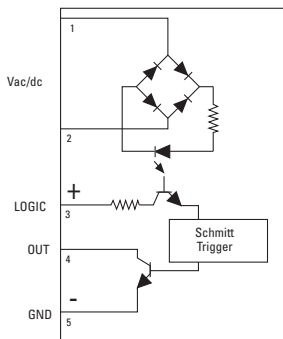 1
Vac/dc
2
+
LOGIC
3
Schmitt
Trigger
OUT
4
-
GND
5